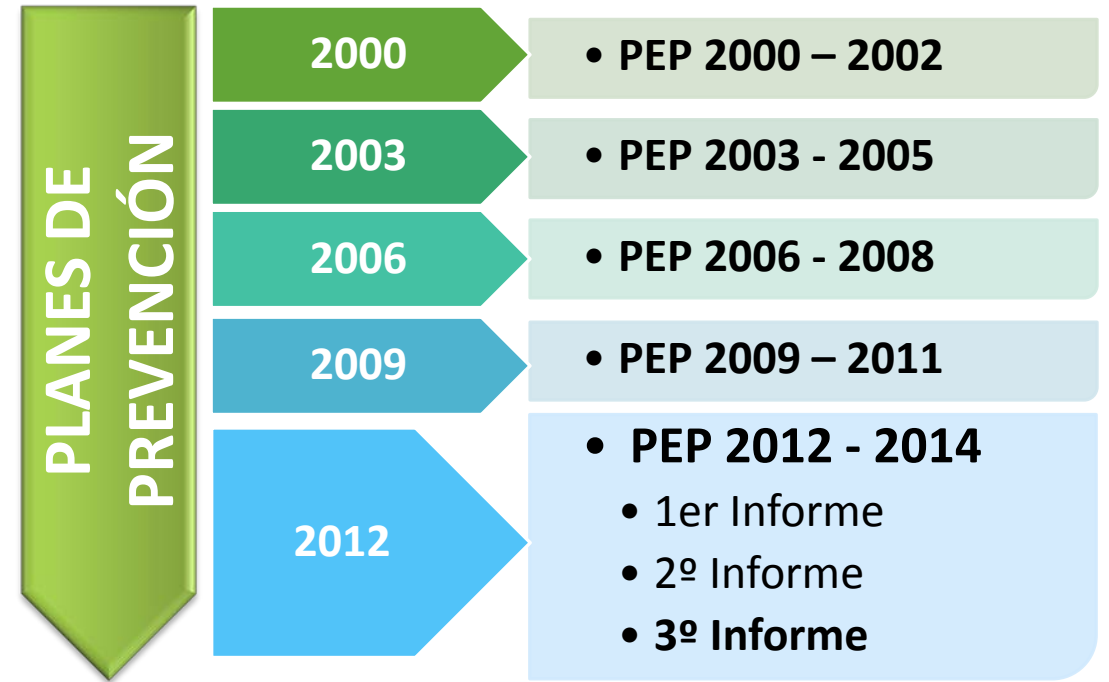 PLANES DE
PREVENCIÓN
2000
• PEP 2000 – 2002
2003
• PEP 2003 - 2005
2006
• PEP 2006 - 2008
2009
• PEP 2009 – 2011
2012
• PEP 2012 - 2014
• 1er Informe
• 2º Informe
• 3º Informe